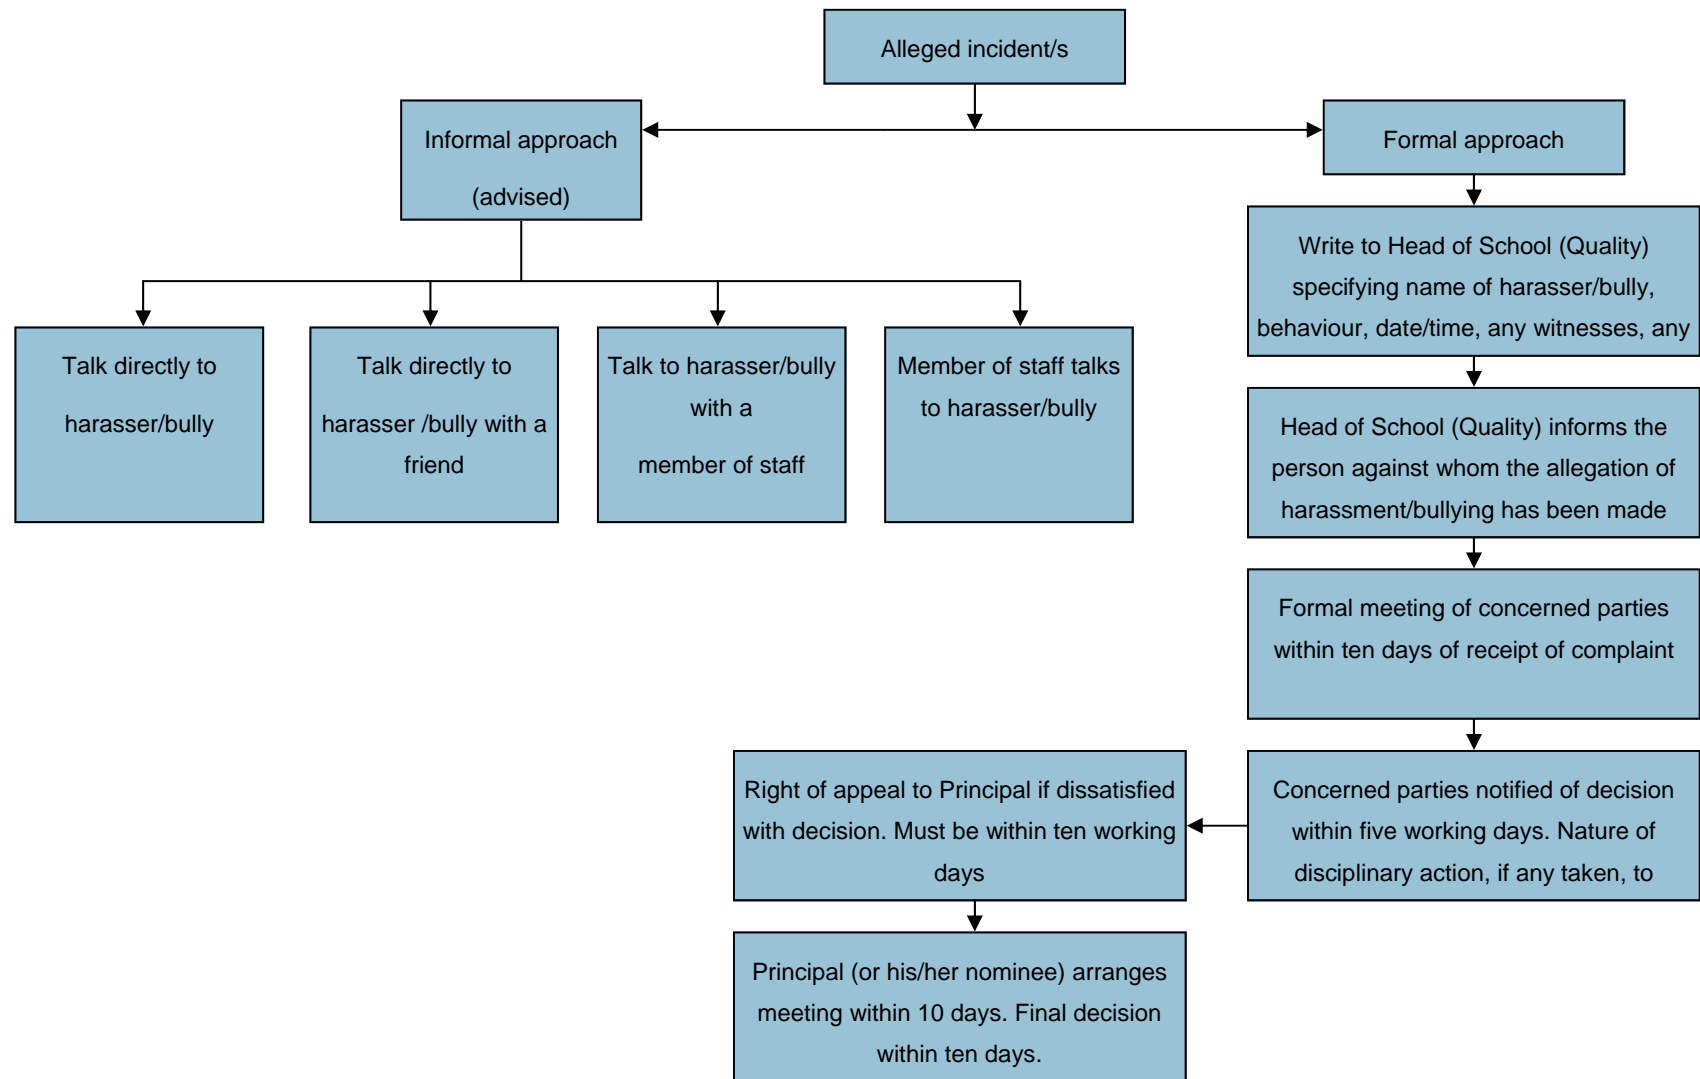 Alleged incident/s
Informal approach
(advised)
Formal approach
Write to Head of School (Quality)
specifying name of harasser/bully,
behaviour, date/time, any witnesses, any
Talk directly to
harasser/bully
Talk directly to
harasser /bully with a
friend
Talk to harasser/bully
with a
member of staff
Member of staff talks
to harasser/bully
Head of School (Quality) informs the
person against whom the allegation of
harassment/bullying has been made
Formal meeting of concerned parties
within ten days of receipt of complaint
Concerned parties notified of decision
within five working days. Nature of
disciplinary action, if any taken, to
Right of appeal to Principal if dissatisfied
with decision. Must be within ten working
days
Principal (or his/her nominee) arranges
meeting within 10 days. Final decision
within ten days.